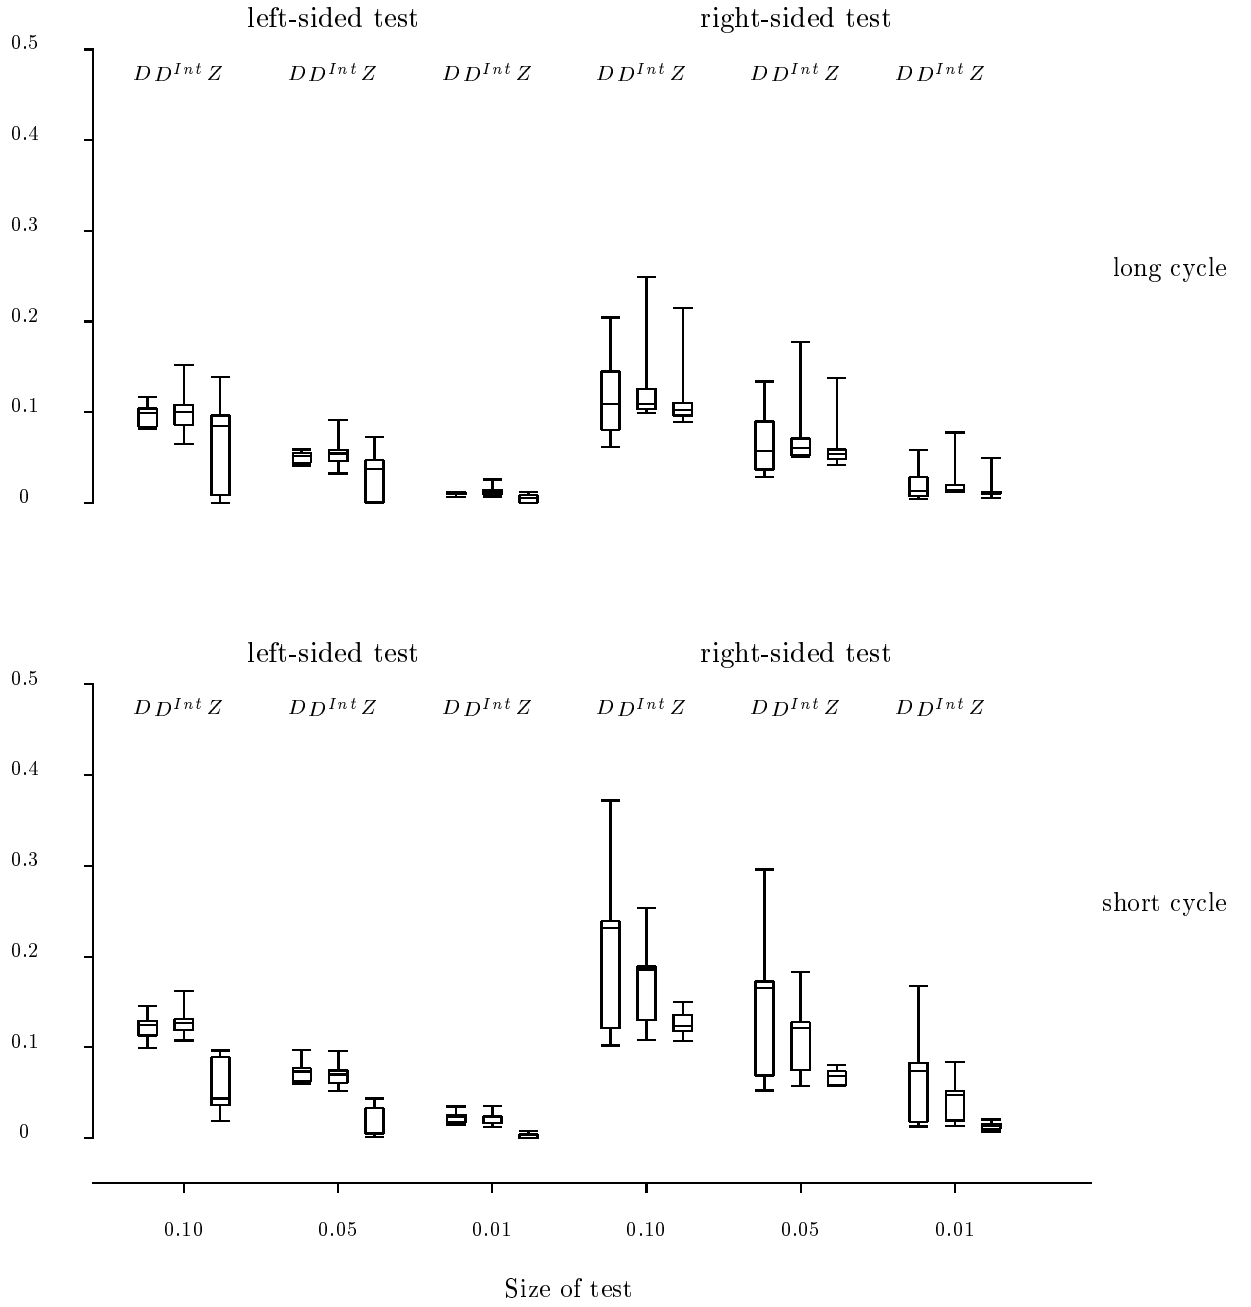 left-sided test right-sided test
0.5
D D^Int Z D D^Int Z D D^Int Z D D^Int Z D D^Int Z D D^Int Z
0.4
0.3
long cycle
0.2
0.1
0
left-sided test right-sided test
0.5
D D^Int Z D D^Int Z D D^Int Z D D^Int Z D D^Int Z D D^Int Z
0.4
0.3
short cycle
0.2
0.1
0
0.10 0.05 0.01 0.10 0.05 0.01
Size of test